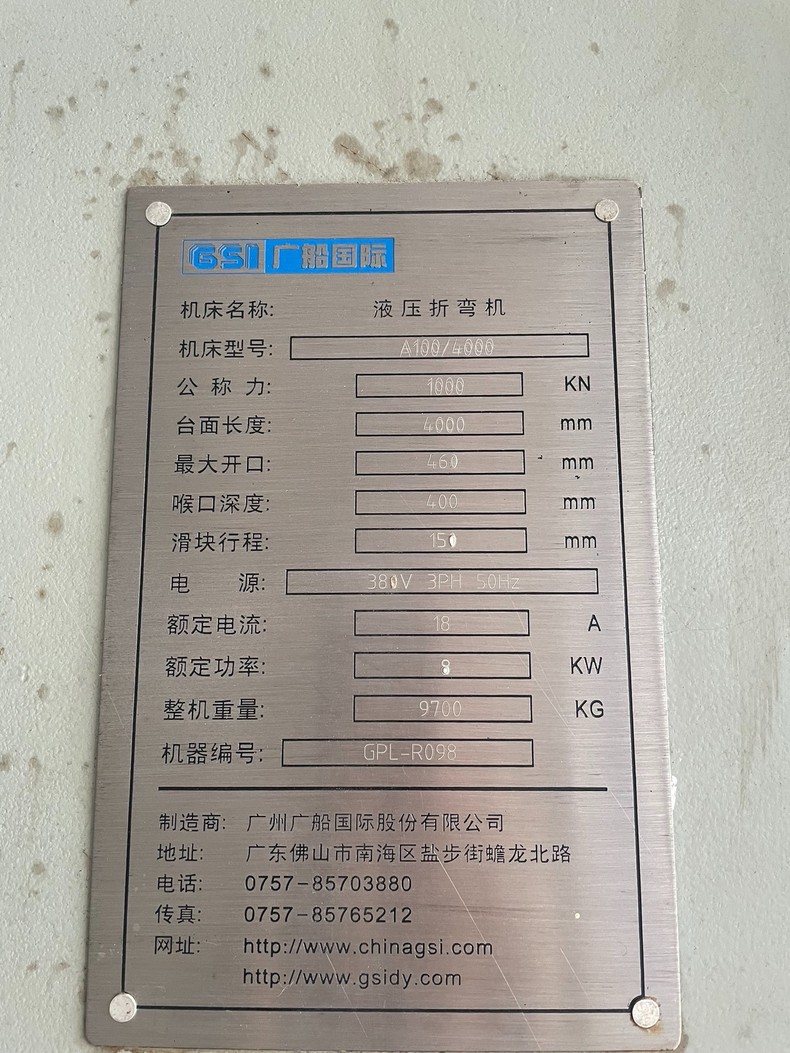 GSI 广船国际
机床名称: 液压折弯机
机床型号: A100/4000
公称力: 1000 KN
台面长度: 4000 mm
最大开口: 460 mm
喉口深度: 400 mm
滑块行程: 150 mm
电源: 380V 3PH 50Hz
额定电流: 18 A
额定功率: 8 KW
整机重量: 9700 KG
机器编号: GPL-R098
制造商: 广州广船国际股份有限公司
地址: 广东佛山市南海区盐步街蟾龙北路
电话: 0757-85703880
传真: 0757-85765212
网址: http://www.chinagsi.com
http://www.gsidy.com